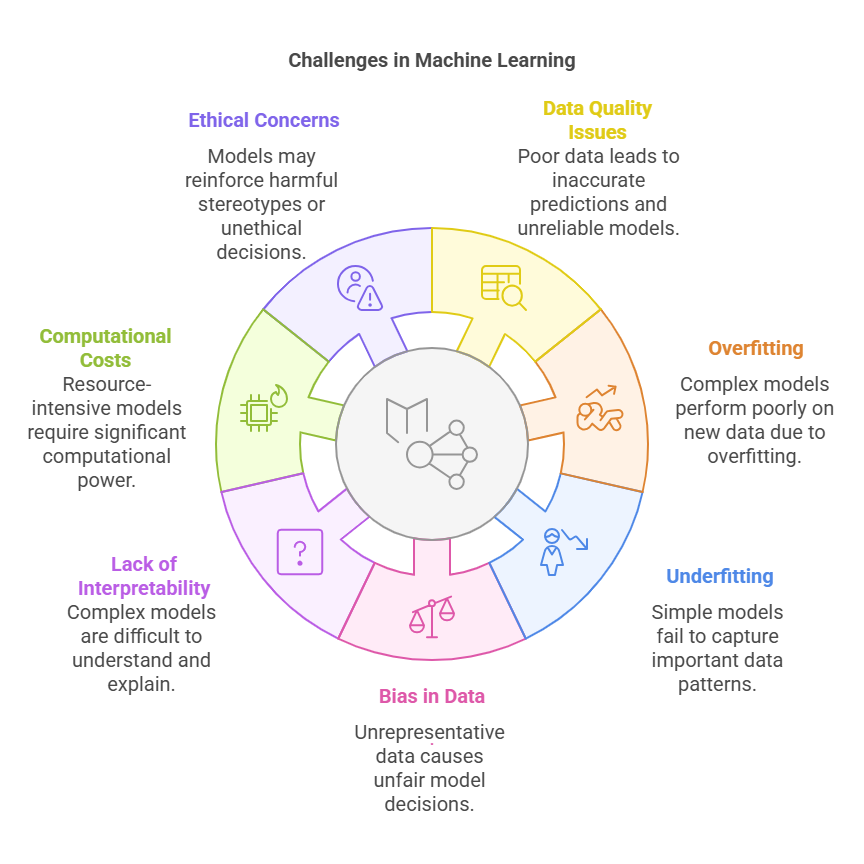 Challenges in Machine Learning
Ethical Concerns
Models may
reinforce harmful
stereotypes or
unethical
decisions.
Data Quality
Issues
Poor data leads to
inaccurate
predictions and
unreliable models.
Computational
Costs
Resource-
intensive models
require significant
computational
power.
Overfitting
Complex models
perform poorly on
new data due to
overfitting.
Lack of
Interpretability
Complex models
are difficult to
understand and
explain.
?
Underfitting
Simple models
fail to capture
important data
patterns.
Bias in Data
Unrepresentative
data causes
unfair model
decisions.